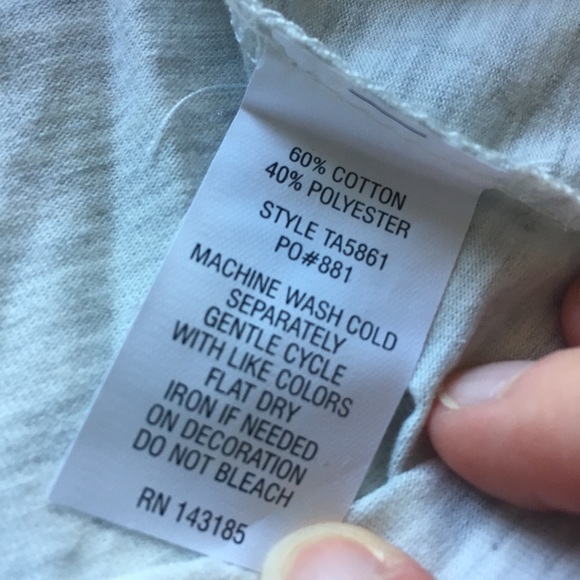 60% COTTON
40% POLYESTER
STYLE TA5861
PO#881
MACHINE WASH COLD
SEPARATELY
GENTLE CYCLE
WITH LIKE COLORS
FLAT DRY
IRON IF NEEDED
ON DECORATION
DO NOT BLEACH
RN 143185